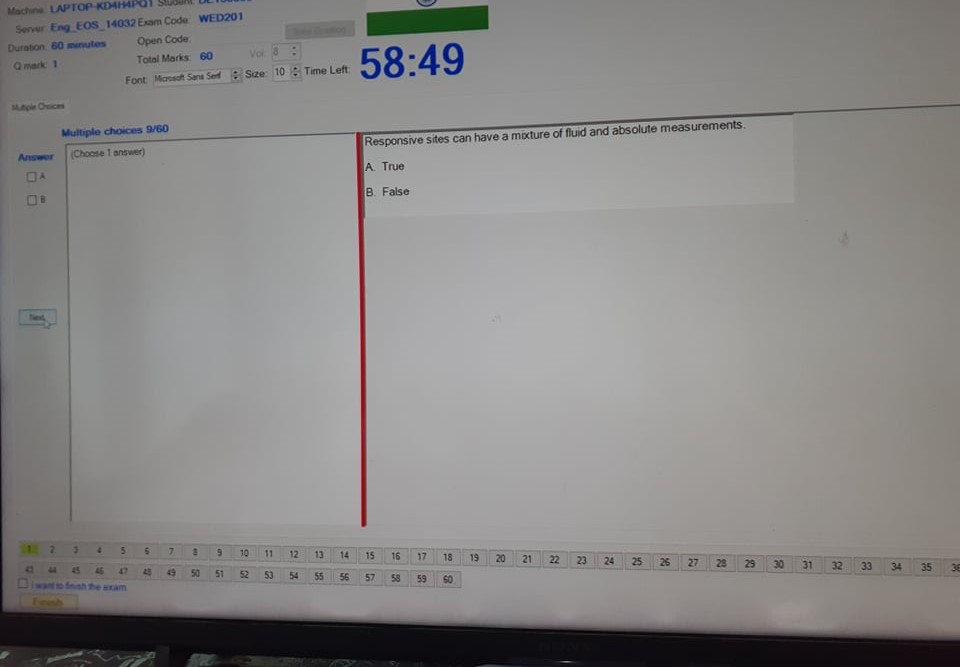 Machine: LAPTOP-KD4H4PQ1 Student:
Server: Eng_EOS_14032 Exam Code: WED201
Duration: 60 minutes Open Code:
Q mark: 1 Total Marks: 60 Vol: 8
Font: Microsoft Sans Serif Size: 10 Time Left: 58:49
Multiple Choices
Multiple choices 9/60
Answer
(Choose 1 answer)
A
B
Next
Responsive sites can have a mixture of fluid and absolute measurements.
A. True
B. False
1 2 3 4 5 6 7 8 9 10 11 12 13 14 15 16 17 18 19 20 21 22 23 24 25 26 27 28 29 30 31 32 33 34 35 36
43 44 45 46 47 48 49 50 51 52 53 54 55 56 57 58 59 60
I want to finish the exam
Finish